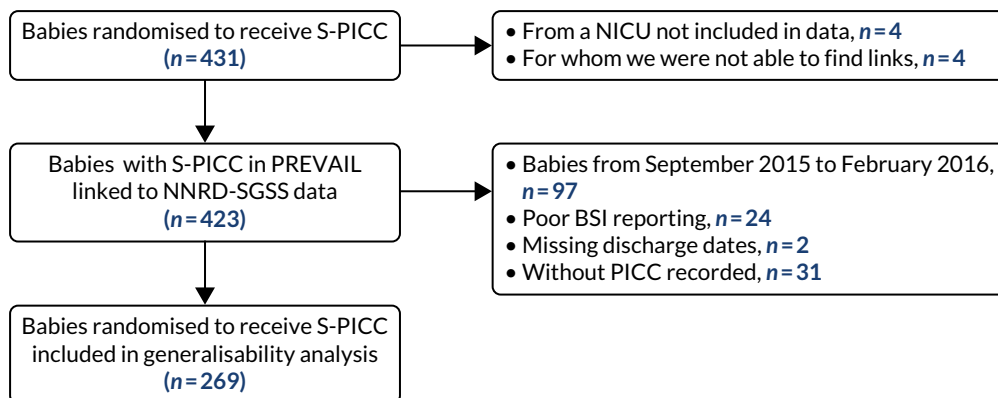 Babies randomised to receive S-PICC
(n=431)
• From a NICU not included in data, n=4
• For whom we were not able to find links, n=4
Babies with S-PICC in PREVAIL
linked to NNRD-SGSS data
(n=423)
• Babies from September 2015 to February 2016,
n=97
• Poor BSI reporting, n=24
• Missing discharge dates, n=2
• Without PICC recorded, n=31
Babies randomised to receive S-PICC
included in generalisability analysis
(n=269)